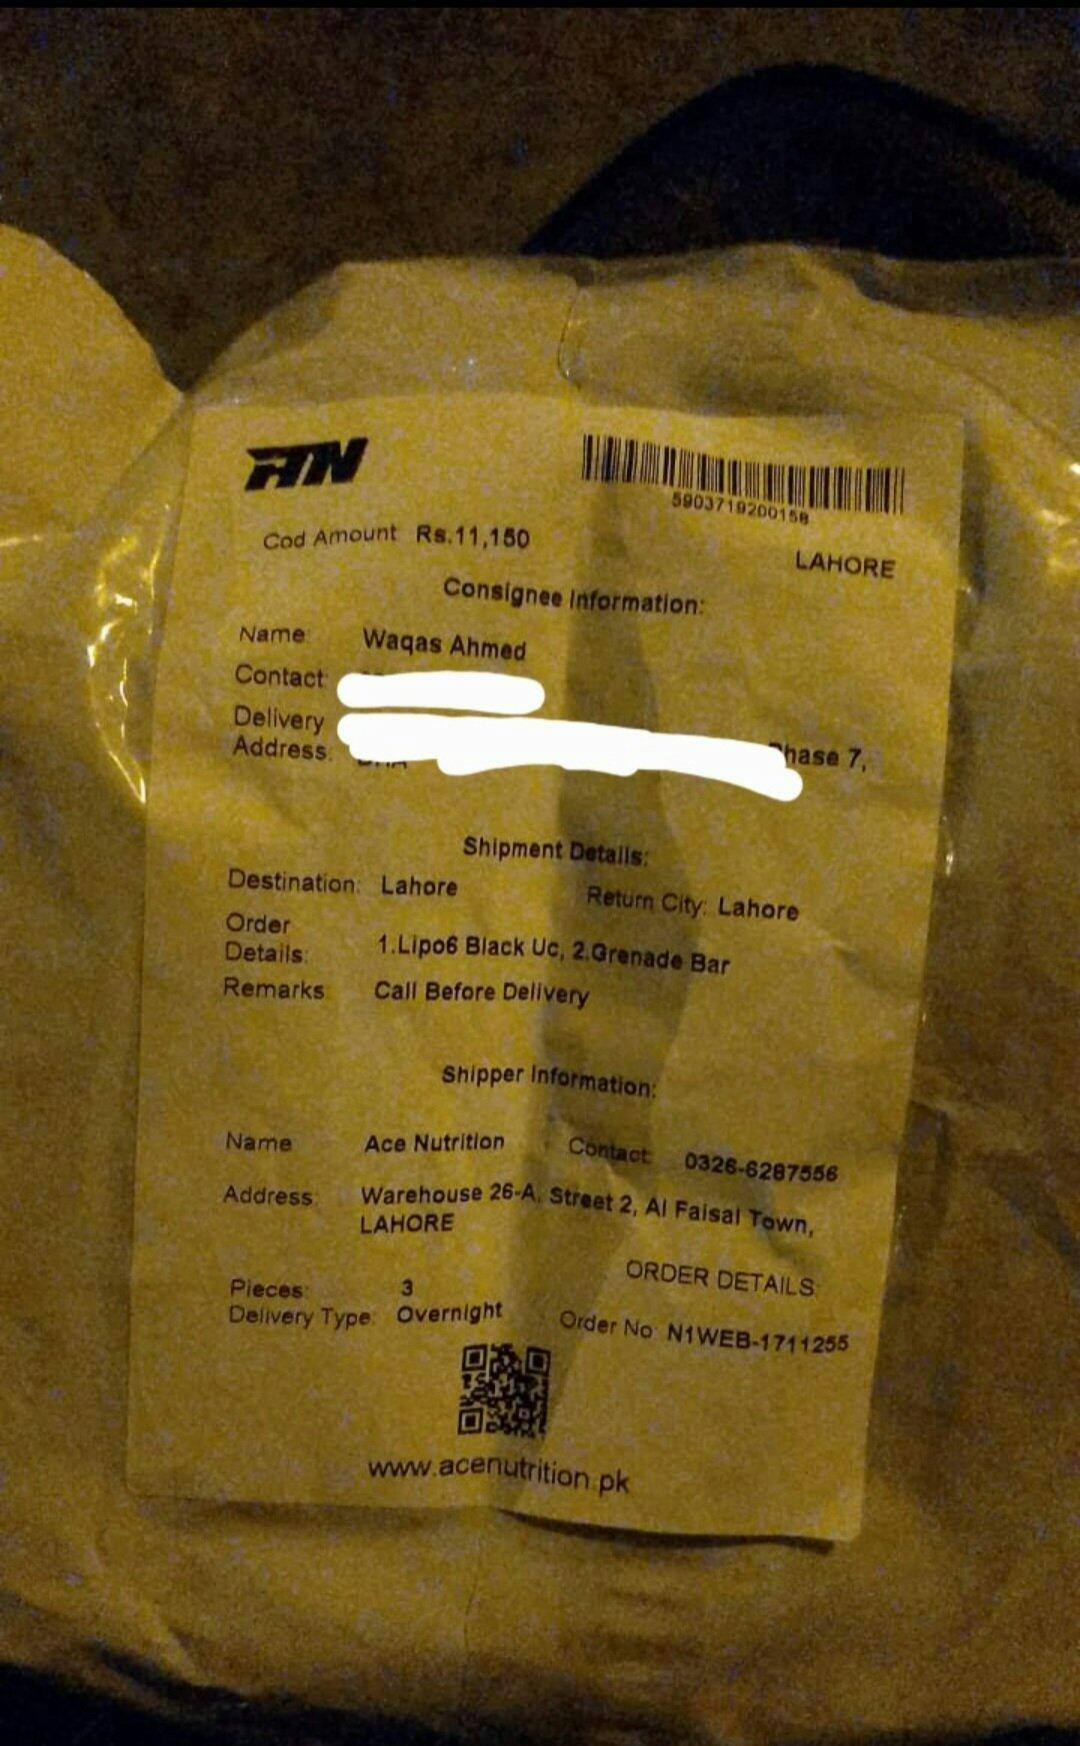 Cod Amount Rs.11,150
5903719200158
LAHORE
Consignee Information:
Name: Waqas Ahmed
Contact:
Delivery
Address: Phase 7,
Shipment Details:
Destination: Lahore Return City: Lahore
Order
Details: 1.Lipo6 Black Uc, 2.Grenade Bar
Remarks Call Before Delivery
Shipper Information:
Name Ace Nutrition Contact: 0326-6287556
Address: Warehouse 26-A, Street 2, Al Faisal Town,
LAHORE
ORDER DETAILS
Pieces: 3
Delivery Type: Overnight Order No: N1WEB-1711255
www.acenutrition.pk